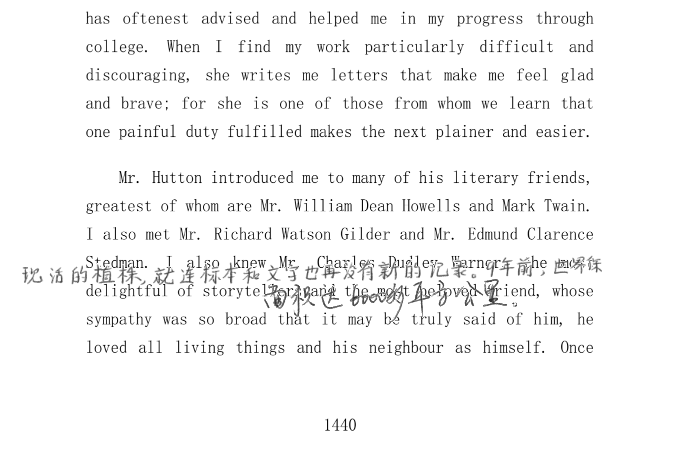 has oftenest advised and helped me in my progress through
college. When I find my work particularly difficult and
discouraging, she writes me letters that make me feel glad
and brave; for she is one of those from whom we learn that
one painful duty fulfilled makes the next plainer and easier.
Mr. Hutton introduced me to many of his literary friends,
greatest of whom are Mr. William Dean Howells and Mark Twain.
I also met Mr. Richard Watson Gilder and Mr. Edmund Clarence
Stedman. I also knew Mr. Charles Dudley Warner, the most
现活的植株,就连标本和文字也再没有新的记录。9年前,世界
delightful of storytellers and the most beloved friend, whose
面积达 多平方公里。
sympathy was so broad that it may be truly said of him, he
loved all living things and his neighbour as himself. Once
1440